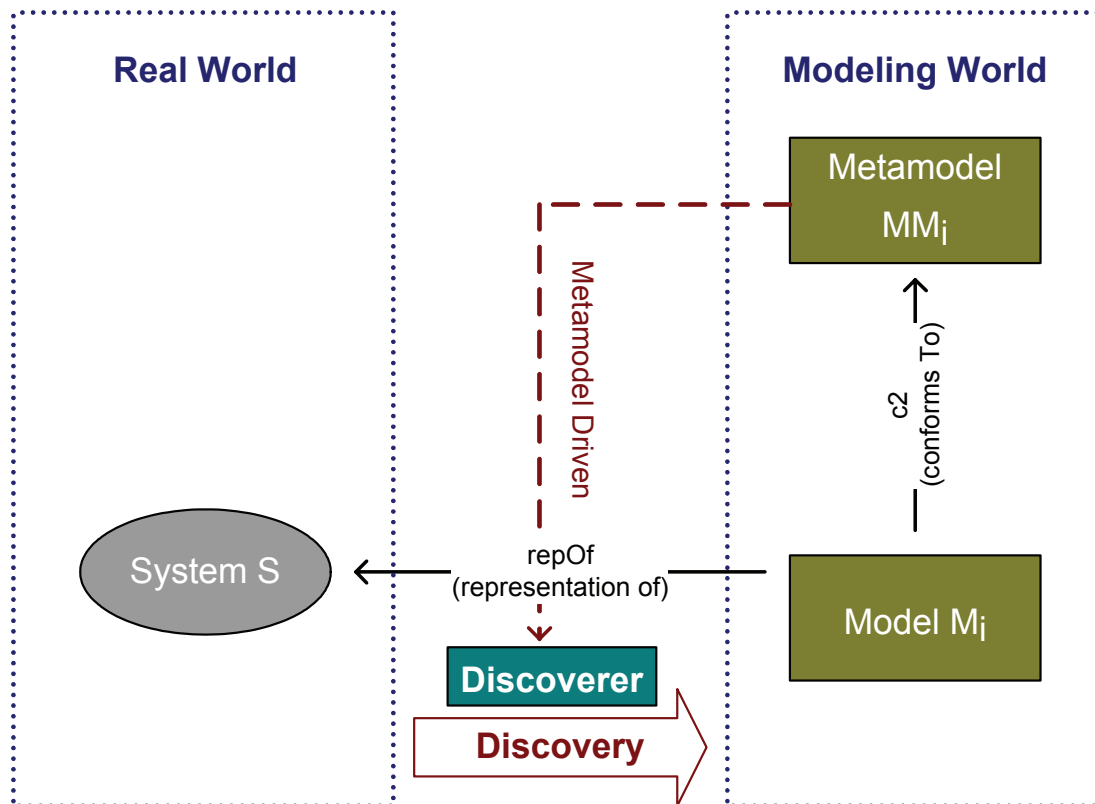 Real World
Modeling World
Metamodel
MMi
Metamodel Driven
c2
(conforms To)
System S
repOf
(representation of)
Model Mi
Discoverer
Discovery